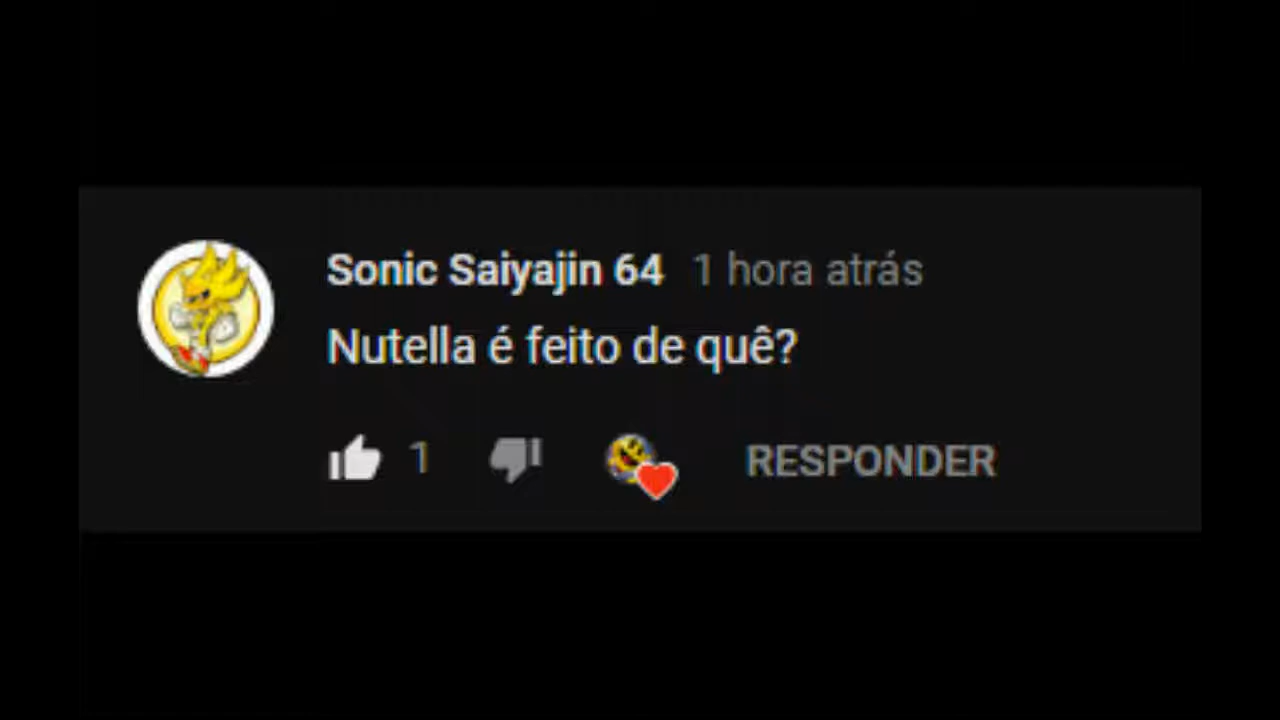 Sonic Saiyajin 64 1 hora atrás
Nutella é feito de quê?
1 RESPONDER